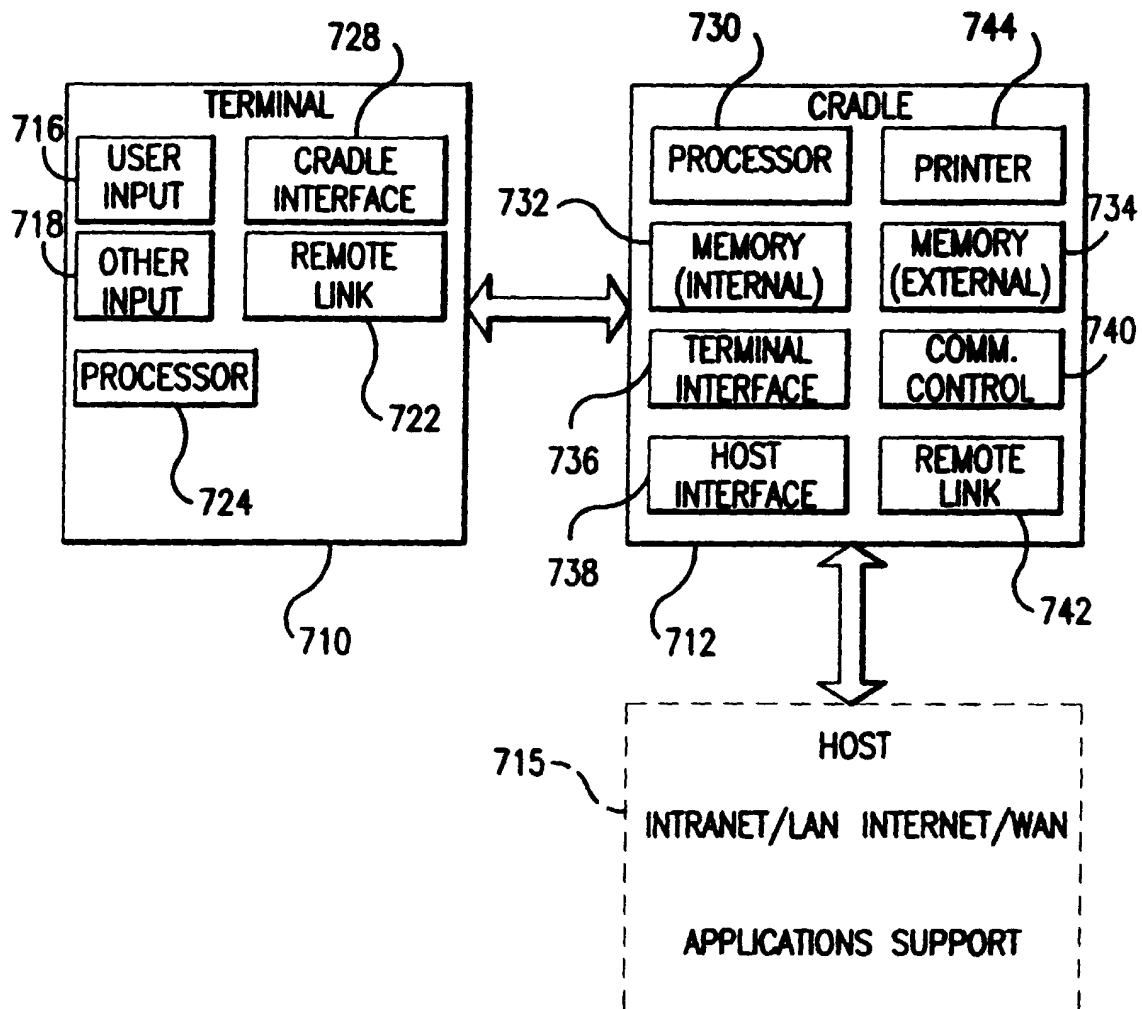 728
730
744
TERMINAL
716
USER
INPUT
CRADLE
INTERFACE
718
OTHER
INPUT
REMOTE
LINK
PROCESSOR
722
724
710
CRADLE
PROCESSOR
PRINTER
732
734
MEMORY
(INTERNAL)
MEMORY
(EXTERNAL)
740
TERMINAL
INTERFACE
COMM.
CONTROL
736
HOST
INTERFACE
REMOTE
LINK
738
712
742
715
HOST
INTRANET/LAN INTERNET/WAN
APPLICATIONS SUPPORT